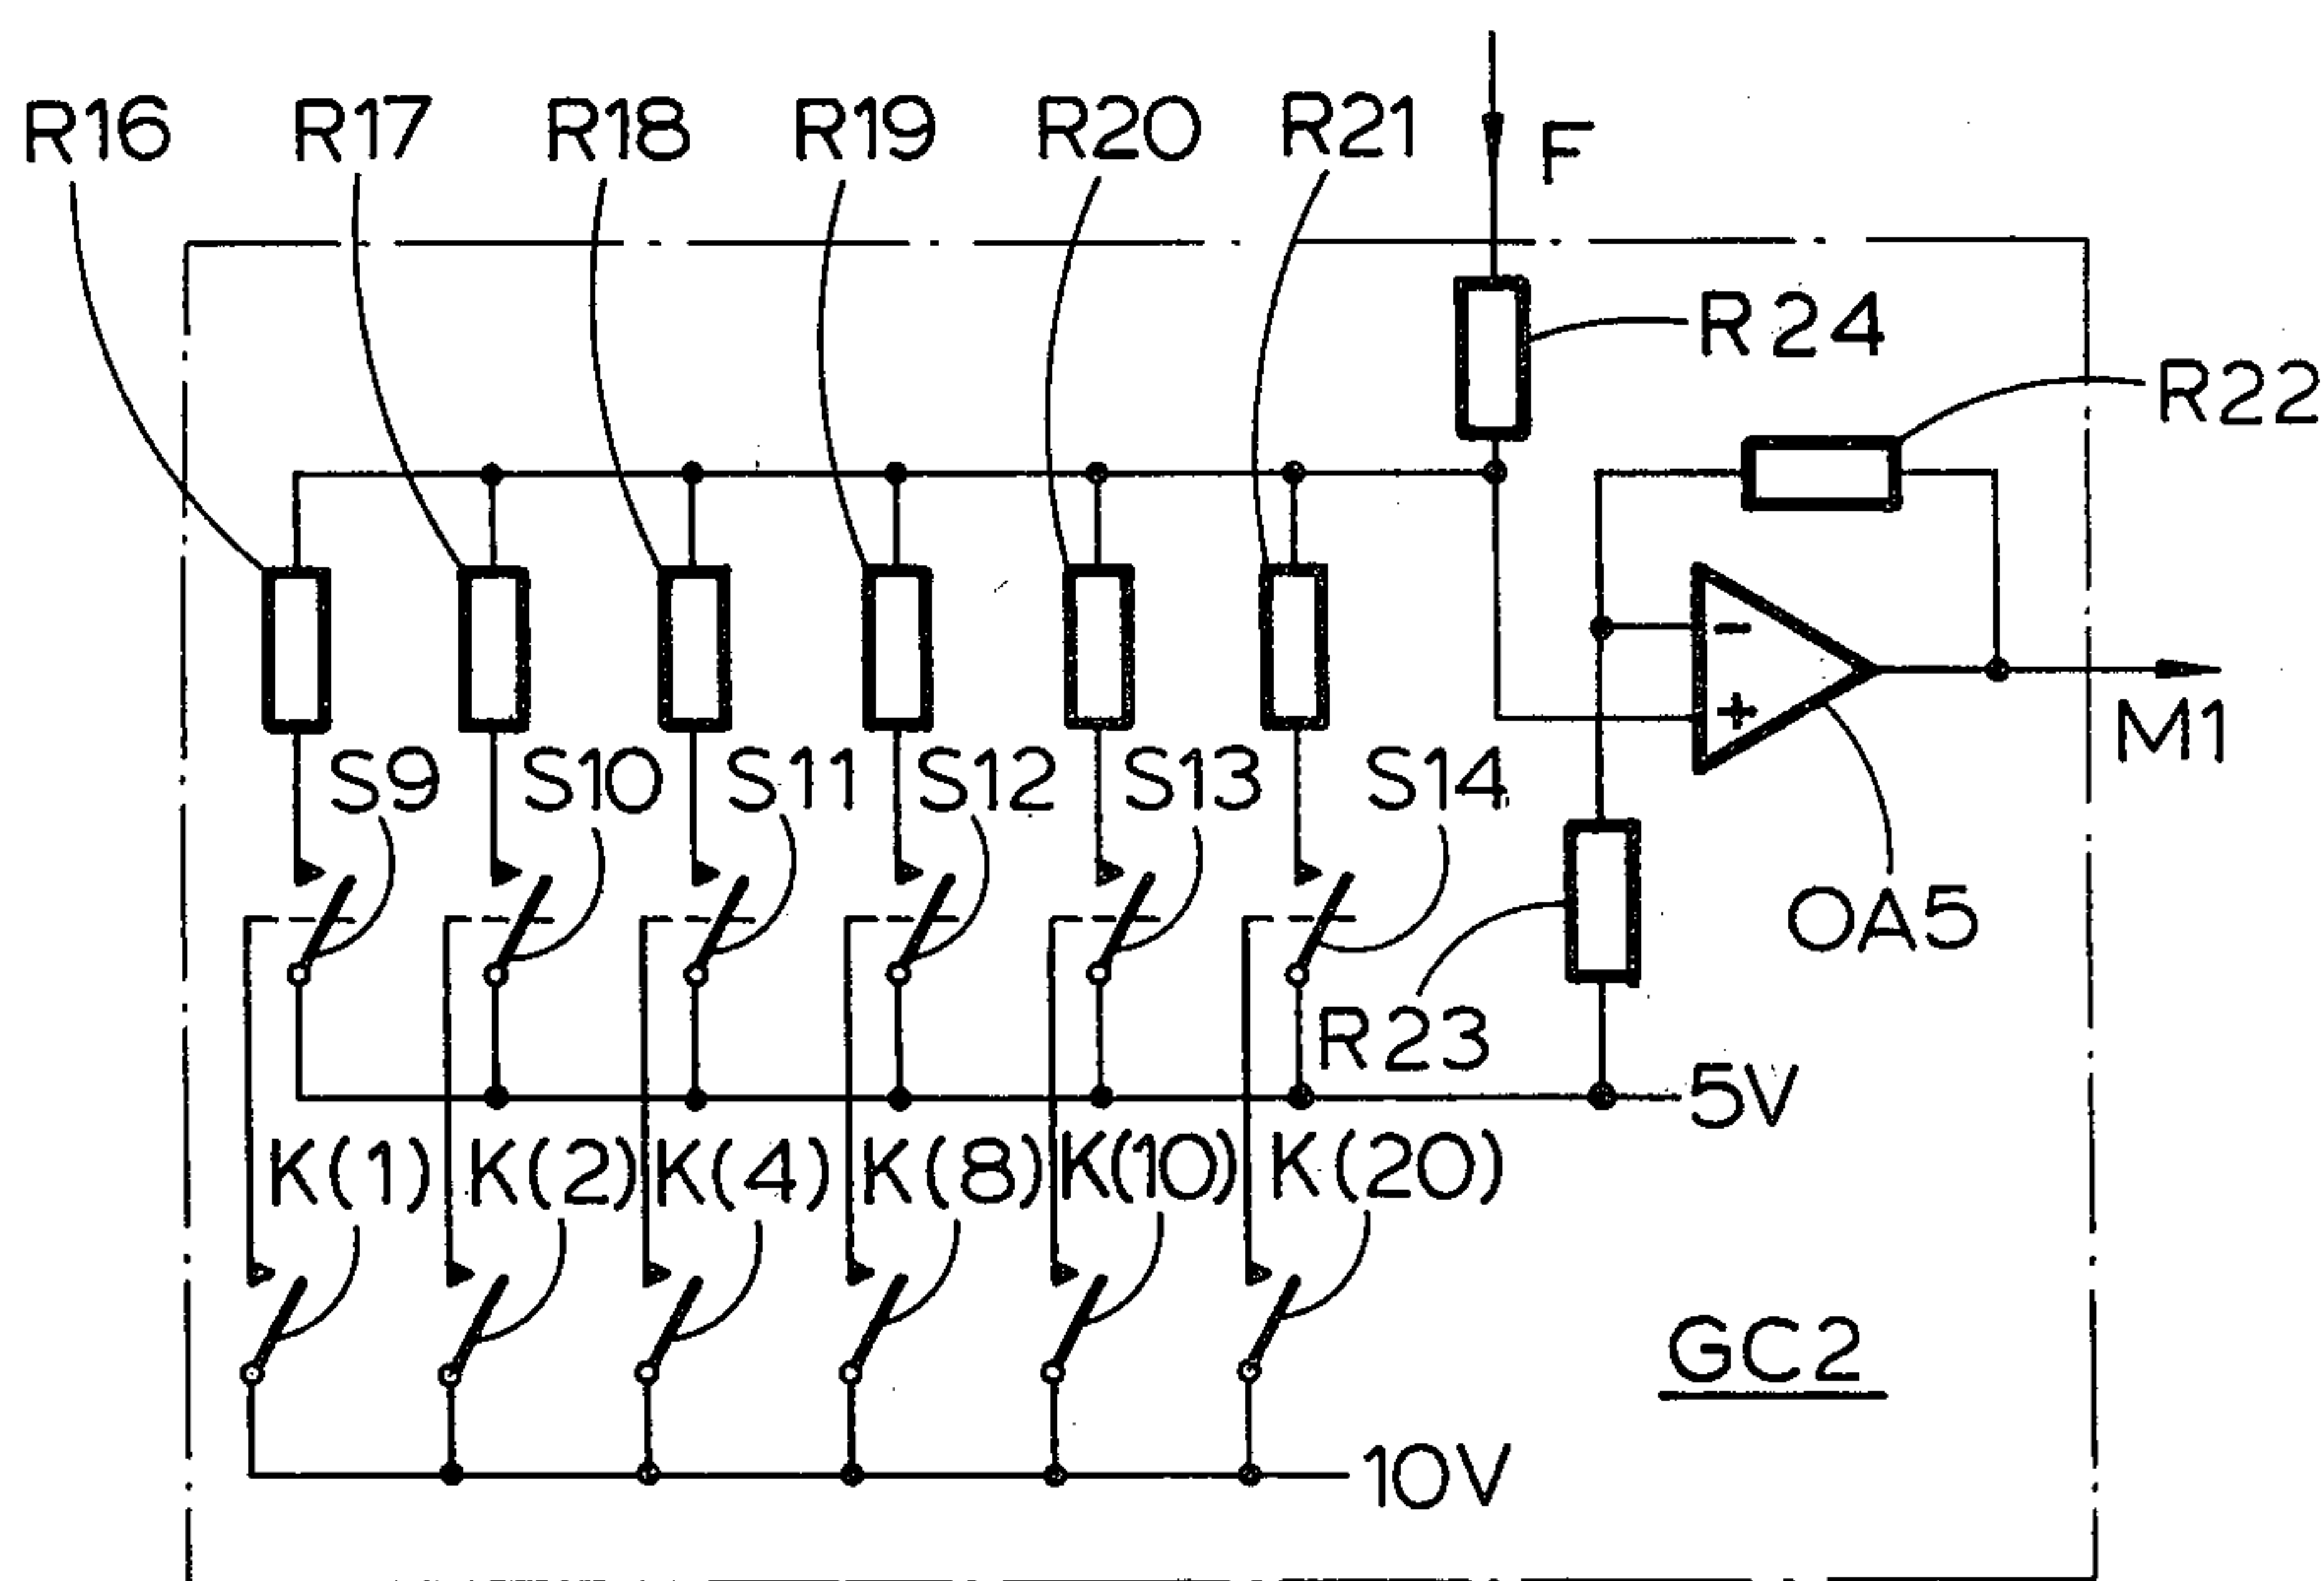 R16 R17 R18 R19 R20 R21 F
R24
R22
S9 S10 S11 S12 S13 S14
-
+
M1
OA5
R23
5V
K(1) K(2) K(4) K(8) K(10) K(20)
GC2
10V